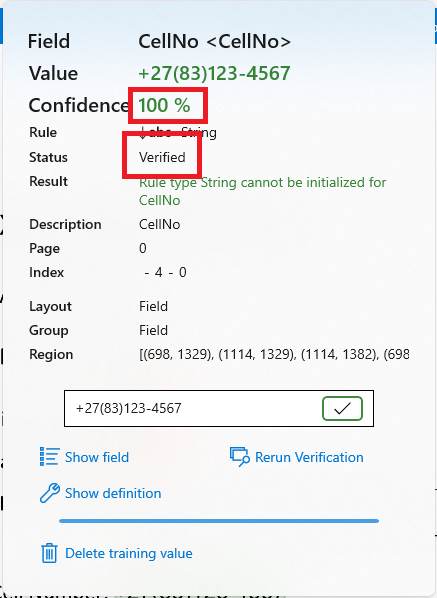 Field CellNo <CellNo>
Value +27(83)123-4567
Confidence 100 %
Rule String
Status Verified
Result Rule type String cannot be initialized for
CellNo
Description CellNo
Page 0
Index - 4 - 0
Layout Field
Group Field
Region [(698, 1329), (1114, 1329), (1114, 1382), (698
+27(83)123-4567
Show field Rerun Verification
Show definition
Delete training value